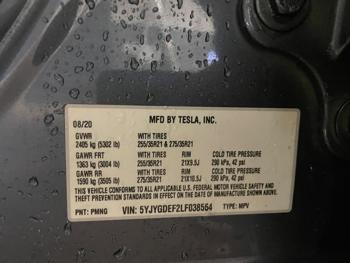 MFD BY TESLA, INC.
08/20
GVWR WITH TIRES
2405 kg (5302 lb) 255/35R21 & 275/35R21
GAWR FRT WITH TIRES RIM COLD TIRE PRESSURE
1363 kg (3004 lb) 255/35R21 21X9.5J 290 kPa, 42 psi
GAWR RR WITH TIRES RIM COLD TIRE PRESSURE
1590 kg (3505 lb) 275/35R21 21X10.5J 290 kPa, 42 psi
THIS VEHICLE CONFORMS TO ALL APPLICABLE U.S. FEDERAL MOTOR VEHICLE SAFETY AND
THEFT PREVENTION STANDARDS IN EFFECT ON THE DATE OF MANUFACTURE SHOWN ABOVE.
PNT: PMNG VIN: 5YJYGDEF2LF038564 TYPE: MPV